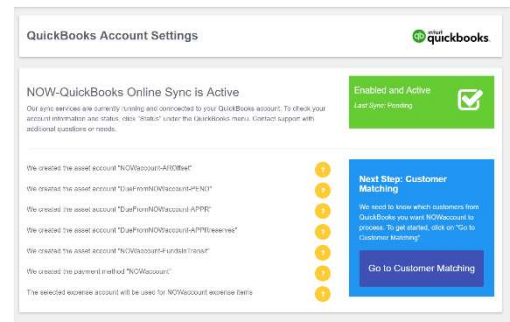 QuickBooks Account Settings
intuit
quickbooks.
NOW-QuickBooks Online Sync is Active
Our sync services are currently running and connected to your QuickBooks account. To check your
account information and status, click "Status" under the QuickBooks menu. Contact support with
additional questions or needs.
Enabled and Active
Last Sync: Pending
We created the asset account "NOWaccount-AROffset" ?
We created the asset account "DueFromNOWaccount-PEND" ?
We created the asset account "DueFromNOWaccount-APPR" ?
We created the asset account "DueFromNOWaccount-APPRreserves" ?
We created the asset account "NOWaccount-FundsInTransit" ?
We created the payment method "NOWaccount" ?
The selected expense account will be used for NOWaccount expense items ?
Next Step: Customer
Matching
We need to know which customers from
QuickBooks you want NOWaccount to
process. To get started, click on "Go to
Customer Matching"
Go to Customer Matching